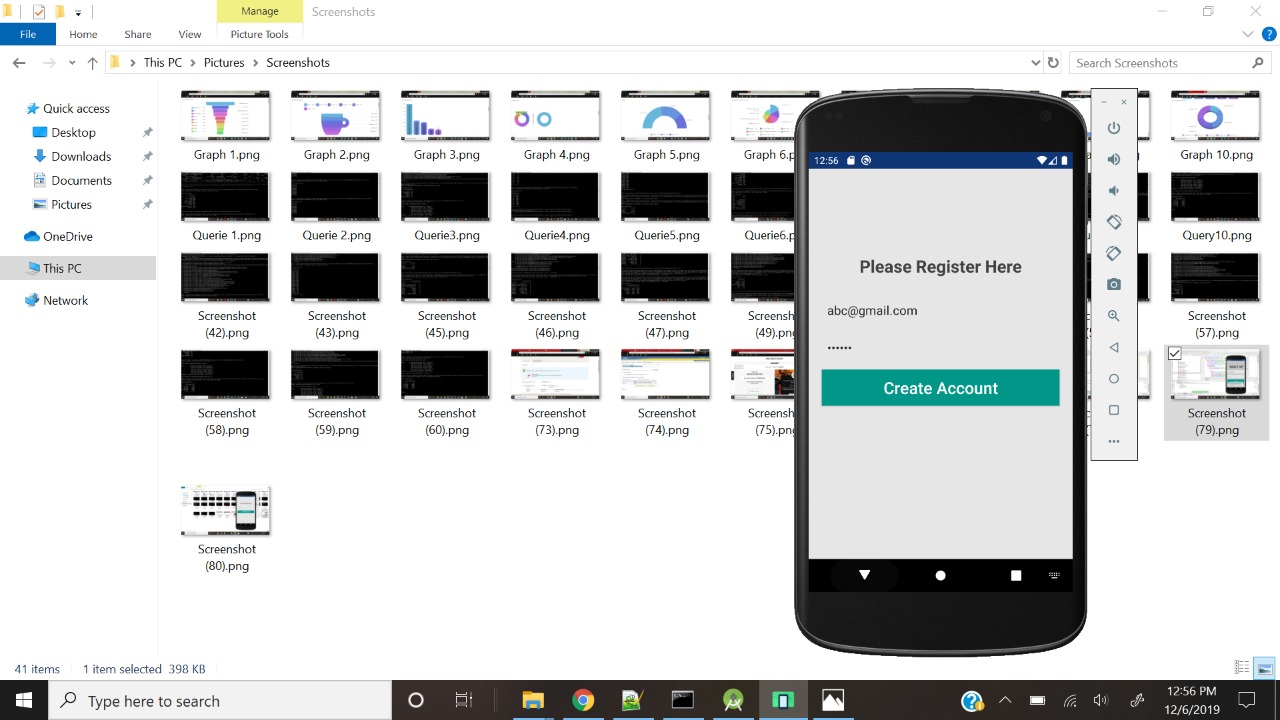 Manage
Screenshots
File
Home
Share
View
Picture Tools
This PC
Pictures
Screenshots
Search Screenshots
Quick access
Desktop
Downloads
Documents
Pictures
OneDrive
Graph 1.png
Graph 2.png
Graph 3.png
Graph 4.png
Graph 5.png
Graph 6.p
Graph 10.png
Querie 1.png
Querie 2.png
Querie3.png
Querie4.png
Querie5.png
Querie6.p
Query 10.png
Screenshot (42).png
Screenshot (43).png
Screenshot (45).png
Screenshot (46).png
Screenshot (47).png
Screensh (49).pn
Screenshot (57).png
Screenshot (58).png
Screenshot (59).png
Screenshot (60).png
Screenshot (73).png
Screenshot (74).png
Screensh (75).pn
Screenshot (79).png
Screenshot (80).png
12:56
Please Register Here
abc@gmail.com
••••••
Create Account
41 items
1 item selected 398 KB
Type here to search
12:56 PM
12/6/2019